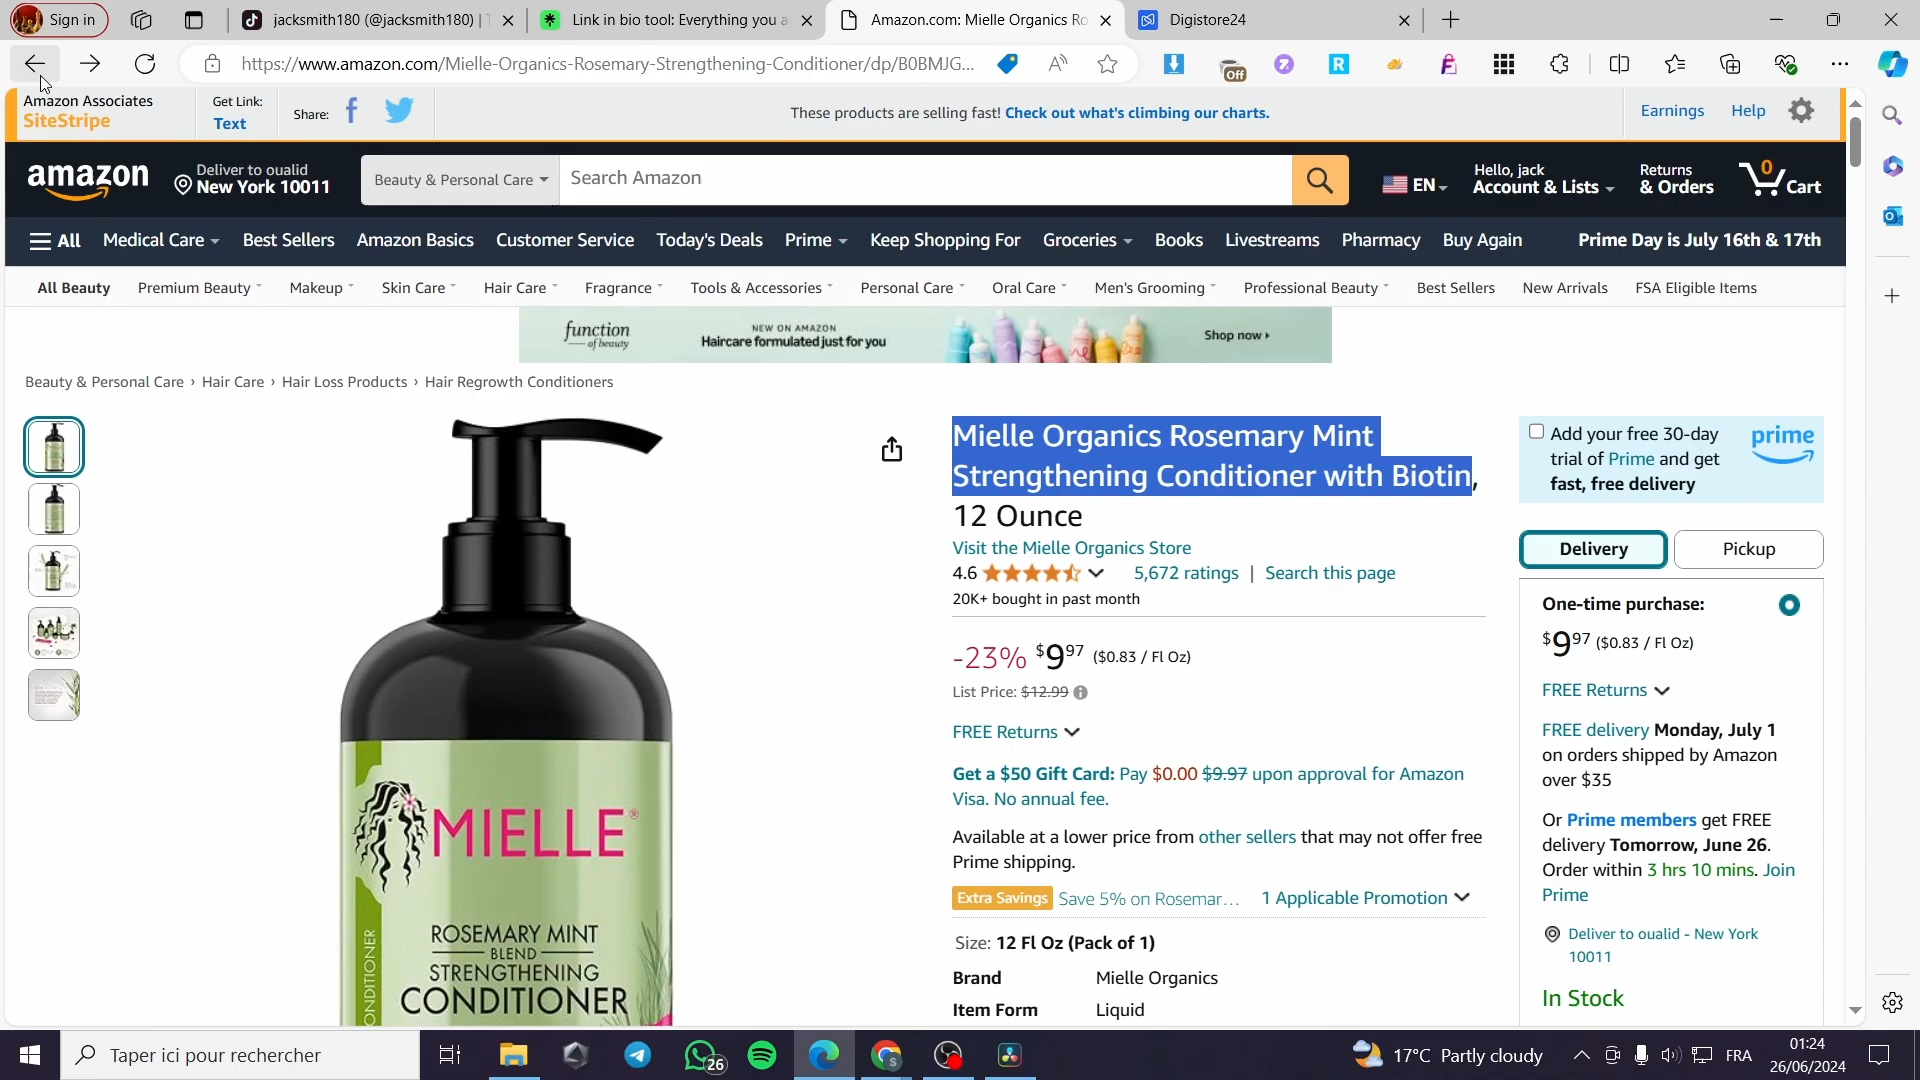 Sign in
jacksmith180 (@jacksmith180) | T
Link in bio tool: Everything you a
Amazon.com: Mielle Organics Ro
Digistore24
https://www.amazon.com/Mielle-Organics-Rosemary-Strengthening-Conditioner/dp/B0BMJG...
Off
Amazon Associates
SiteStripe
Get Link:
Text
Share:
These products are selling fast! Check out what's climbing our charts.
Earnings
Help
amazon
Deliver to oualid
New York 10011
Beauty & Personal Care
Search Amazon
EN
Hello, jack
Account & Lists
Returns
& Orders
0
Cart
All
Medical Care
Best Sellers
Amazon Basics
Customer Service
Today's Deals
Prime
Keep Shopping For
Groceries
Books
Livestreams
Pharmacy
Buy Again
Prime Day is July 16th & 17th
All Beauty
Premium Beauty
Makeup
Skin Care
Hair Care
Fragrance
Tools & Accessories
Personal Care
Oral Care
Men's Grooming
Professional Beauty
Best Sellers
New Arrivals
FSA Eligible Items
function
of beauty
NEW ON AMAZON
Haircare formulated just for you
Shop now
Beauty & Personal Care › Hair Care › Hair Loss Products › Hair Regrowth Conditioners
MIELLE
ROSEMARY MINT
BLEND
STRENGTHENING
CONDITIONER
ONDITIONER
Mielle Organics Rosemary Mint
Strengthening Conditioner with Biotin,
12 Ounce
Visit the Mielle Organics Store
4.6
5,672 ratings | Search this page
20K+ bought in past month
-23% $9.97 ($0.83 / Fl Oz)
List Price: $12.99
FREE Returns
Get a $50 Gift Card: Pay $0.00 $9.97 upon approval for Amazon
Visa. No annual fee.
Available at a lower price from other sellers that may not offer free
Prime shipping.
Extra Savings Save 5% on Rosemar... 1 Applicable Promotion
Size: 12 Fl Oz (Pack of 1)
Brand Mielle Organics
Item Form Liquid
Add your free 30-day
trial of Prime and get
fast, free delivery
prime
Delivery
Pickup
One-time purchase:
$9.97 ($0.83 / Fl Oz)
FREE Returns
FREE delivery Monday, July 1
on orders shipped by Amazon
over $35
Or Prime members get FREE
delivery Tomorrow, June 26.
Order within 3 hrs 10 mins. Join
Prime
Deliver to oualid - New York
10011
In Stock
Taper ici pour rechercher
26
17°C Partly cloudy
FRA
01:24
26/06/2024